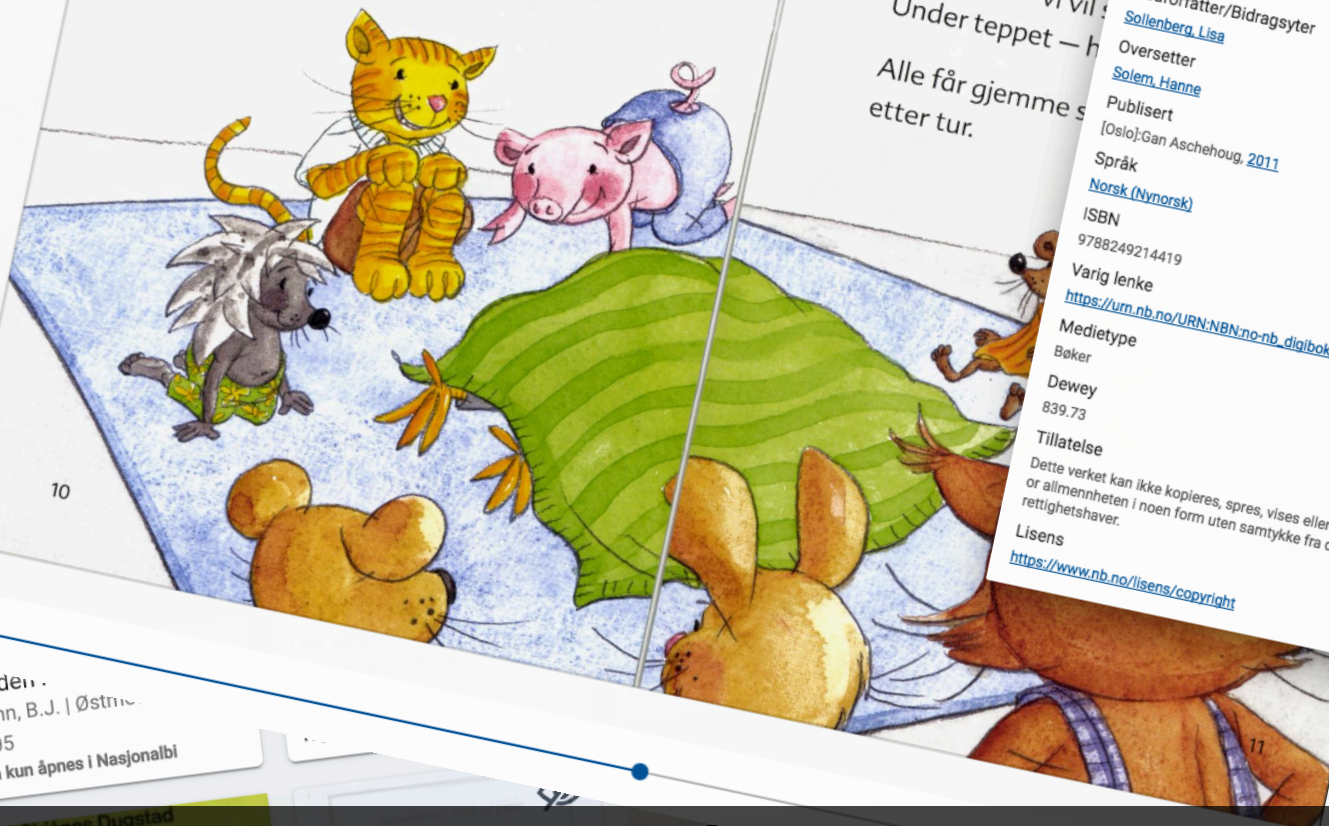 10
Under teppet – h
Alle får gjemme s
etter tur.
11
Sollenberg, Lisa
Oversetter
Solem, Hanne
Publisert
[Oslo]:Gan Aschehoug, 2011
Språk
Norsk (Nynorsk)
ISBN
9788249214419
Varig lenke
https://urn.nb.no/URN:NBN:no-nb_digibok
Medietype
Bøker
Dewey
839.73
Tillatelse
Dette verket kan ikke kopieres, spres, vises eller
or allmennheten i noen form uten samtykke fra
rettighetshaver.
Lisens
https://www.nb.no/lisens/copyright
nn, B.J. | Østm
kun åpnes i Nasjonalbi
Dugstad